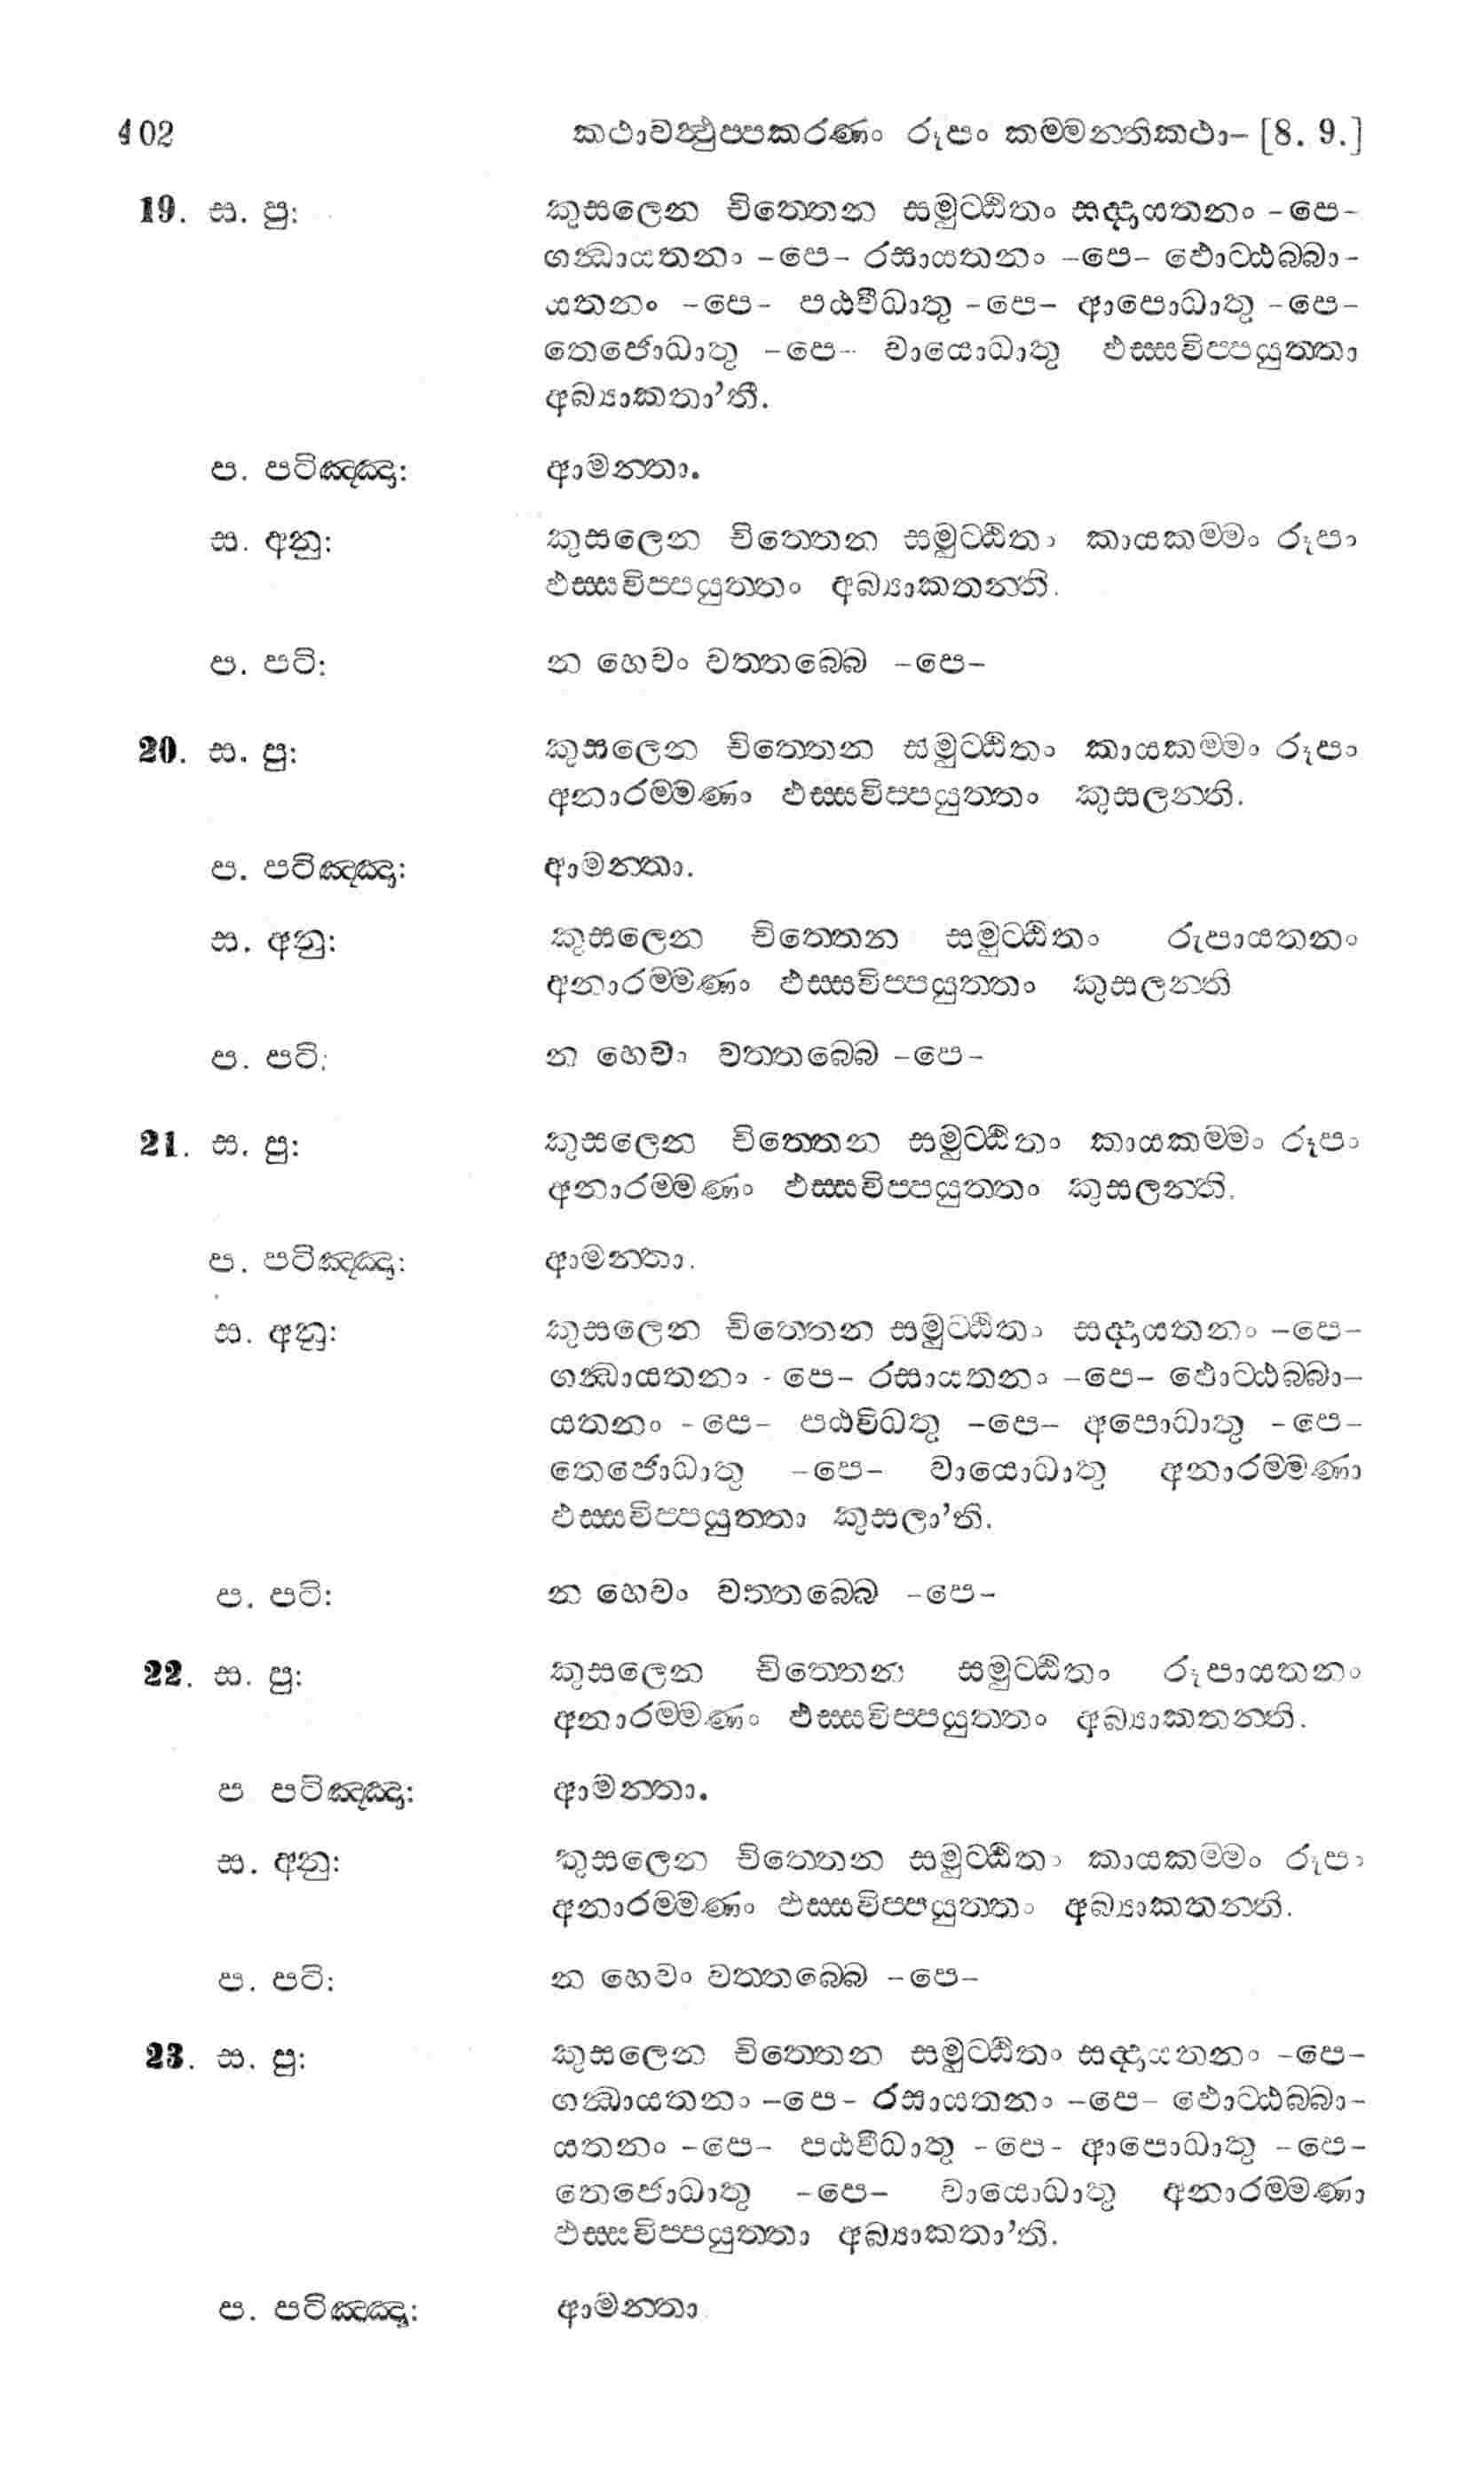 402 කථාවත්‍ථුප්පකරණං රූපං කම්මන්තිකථා– [8. 9.]
19. ස. පු: කුසලෙන චිත්තෙන සමුට්ඨිතං සද්දායතනං -පෙ-
ගන්ධායතනං -පෙ- රසායතනං -පෙ- ඵොට්ඨබ්බා-
යතනං -පෙ- පඨවීධාතු -පෙ- ආපොධාතු -පෙ-
තෙජොධාතු -පෙ- වායොධාතු ඵස්සවිප්පයුත්තා
අබ්‍යාකතා’තී.
ප. පටිඤ්ඤා: ආමන්තා.
ස. අනු: කුසලෙන චිත්තෙන සමුට්ඨිතං කායකම්මං රූපං
ඵස්සවිප්පයුත්තං අබ්‍යාකතන්ති.
ප. පටි: න හෙවං වත්තබ්බෙ -පෙ-
20. ස. පු: කුසලෙන චිත්තෙන සමුට්ඨිතං කායකම්මං රූපං
අනාරම්මණං ඵස්සවිප්පයුත්තං කුසලන්ති.
ප. පටිඤ්ඤා: ආමන්තා.
ස. අනු: කුසලෙන චිත්තෙන සමුට්ඨිතං රූපායතනං
අනාරම්මණං ඵස්සවිප්පයුත්තං කුසලන්ති
ප. පටි: න හෙවං වත්තබ්බෙ -පෙ-
21. ස. පු: කුසලෙන චිත්තෙන සමුට්ඨිතං කායකම්මං රූපං
අනාරම්මණං ඵස්සවිප්පයුත්තං කුසලන්ති.
ප. පටිඤ්ඤා: ආමන්තා.
ස. අනු: කුසලෙන චිත්තෙන සමුට්ඨිතං සද්දායතනං -පෙ-
ගන්ධායතනං - පෙ- රසායතනං -පෙ- ඵොට්ඨබ්බා-
යතනං -පෙ- පඨවිධතු -පෙ- අපොධාතු -පෙ-
තෙජොධාතු -පෙ- වායොධාතු අනාරම්මණා
ඵස්සවිප්පයුත්තා කුසලා’ති.
ප. පටි: න හෙවං වත්තබ්බෙ -පෙ-
22. ස. පු: කුසලෙන චිත්තෙන සමුට්ඨිතං රූපායතනං
අනාරම්මණං ඵස්සවිප්පයුත්තං අබ්‍යාකතන්ති.
ප පටිඤ්ඤා: ආමන්තා.
ස. අනු: කුසලෙන චිත්තෙන සමුට්ඨිතං කායකම්මං රූපං
අනාරම්මණං ඵස්සවිප්පයුත්තං අබ්‍යාකතන්ති.
ප. පටි: න හෙවං වත්තබ්බෙ -පෙ-
23. ස. පු: කුසලෙන චිත්තෙන සමුට්ඨිතං සද්දායතනං -පෙ-
ගන්ධායතනං -පෙ- රසායතනං -පෙ- ඵොට්ඨබ්බා-
යතනං -පෙ- පඨවීධාතු -පෙ- ආපොධාතු -පෙ-
තෙජොධාතු -පෙ- වායොධාතු අනාරම්මණා
ඵස්සවිප්පයුත්තා අබ්‍යාකතා’ති.
ප. පටිඤ්ඤා: ආමන්තා